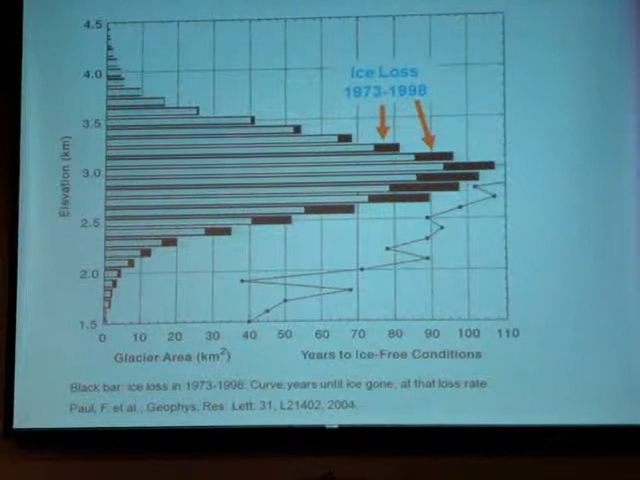 4.5
Ice Loss
1973-1998
4.0
3.5
3.0
2.5
2.0
1.5
Elevation (km)
0 10 20 30 40 50 60 70 80 90 100 110
Glacier Area (km²) Years to Ice-Free Conditions
Black bar: ice loss in 1973-1998. Curve: years until ice gone, at that loss rate
Paul, F. et al., Geophys. Res. Lett. 31, L21402, 2004.